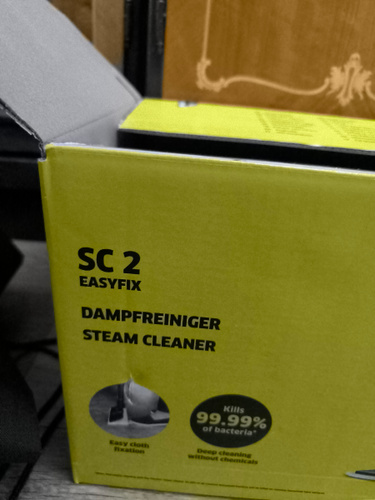 SC 2
EASYFIX
DAMPFREINIGER
STEAM CLEANER
Easy cloth
fixation
Kills
99.99%
of bacteria*
Deep cleaning
without chemicals